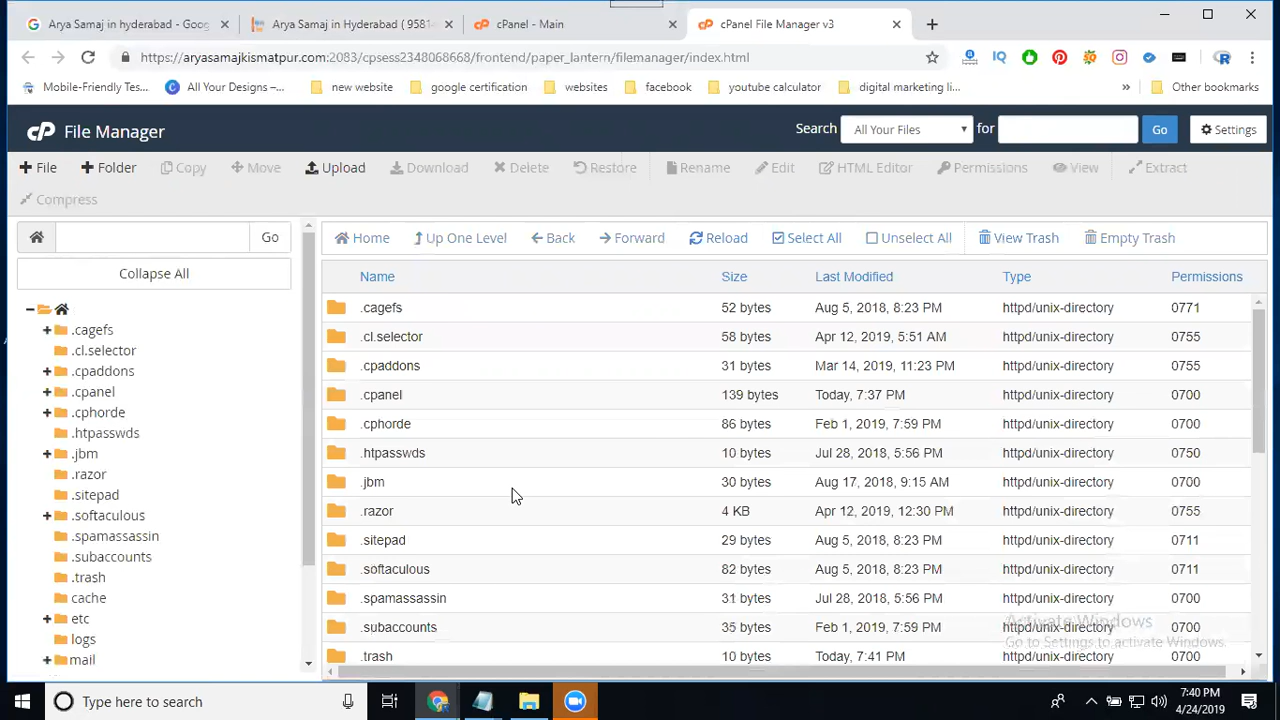 Arya Samaj in hyderabad - Goog
Arya Samaj in Hyderabad ( 9581
cPanel - Main
cPanel File Manager v3
https://aryasamajkismatpur.com:2083/cpsess2348068668/frontend/paper_lantern/filemanager/index.html
Mobile-Friendly Tes...
All Your Designs –...
new website
google certification
websites
facebook
youtube calculator
digital marketing li...
»
Other bookmarks
cP File Manager
Search All Your Files for Go Settings
+ File + Folder Copy Move Upload Download Delete Restore Rename Edit HTML Editor Permissions View Extract
Compress
Go
Home Up One Level Back Forward Reload Select All Unselect All View Trash Empty Trash
Collapse All
.cagefs
.cl.selector
.cpaddons
.cpanel
.cphorde
.htpasswds
.jbm
.razor
.sitepad
.softaculous
.spamassassin
.subaccounts
.trash
cache
etc
logs
mail
Name Size Last Modified Type Permissions
.cagefs 52 bytes Aug 5, 2018, 8:23 PM httpd/unix-directory 0771
.cl.selector 58 bytes Apr 12, 2019, 5:51 AM httpd/unix-directory 0755
.cpaddons 31 bytes Mar 14, 2019, 11:23 PM httpd/unix-directory 0755
.cpanel 139 bytes Today, 7:37 PM httpd/unix-directory 0700
.cphorde 86 bytes Feb 1, 2019, 7:59 PM httpd/unix-directory 0700
.htpasswds 10 bytes Jul 28, 2018, 5:56 PM httpd/unix-directory 0750
.jbm 30 bytes Aug 17, 2018, 9:15 AM httpd/unix-directory 0700
.razor 4 KB Apr 12, 2019, 12:30 PM httpd/unix-directory 0755
.sitepad 29 bytes Aug 5, 2018, 8:23 PM httpd/unix-directory 0711
.softaculous 82 bytes Aug 5, 2018, 8:23 PM httpd/unix-directory 0711
.spamassassin 31 bytes Jul 28, 2018, 5:56 PM httpd/unix-directory 0700
.subaccounts 35 bytes Feb 1, 2019, 7:59 PM httpd/unix-directory 0700
.trash 10 bytes Today, 7:41 PM httpd/unix-directory 0700
Activate Windows
Go to Settings to activate Windows.
Type here to search
7:40 PM
4/24/2019